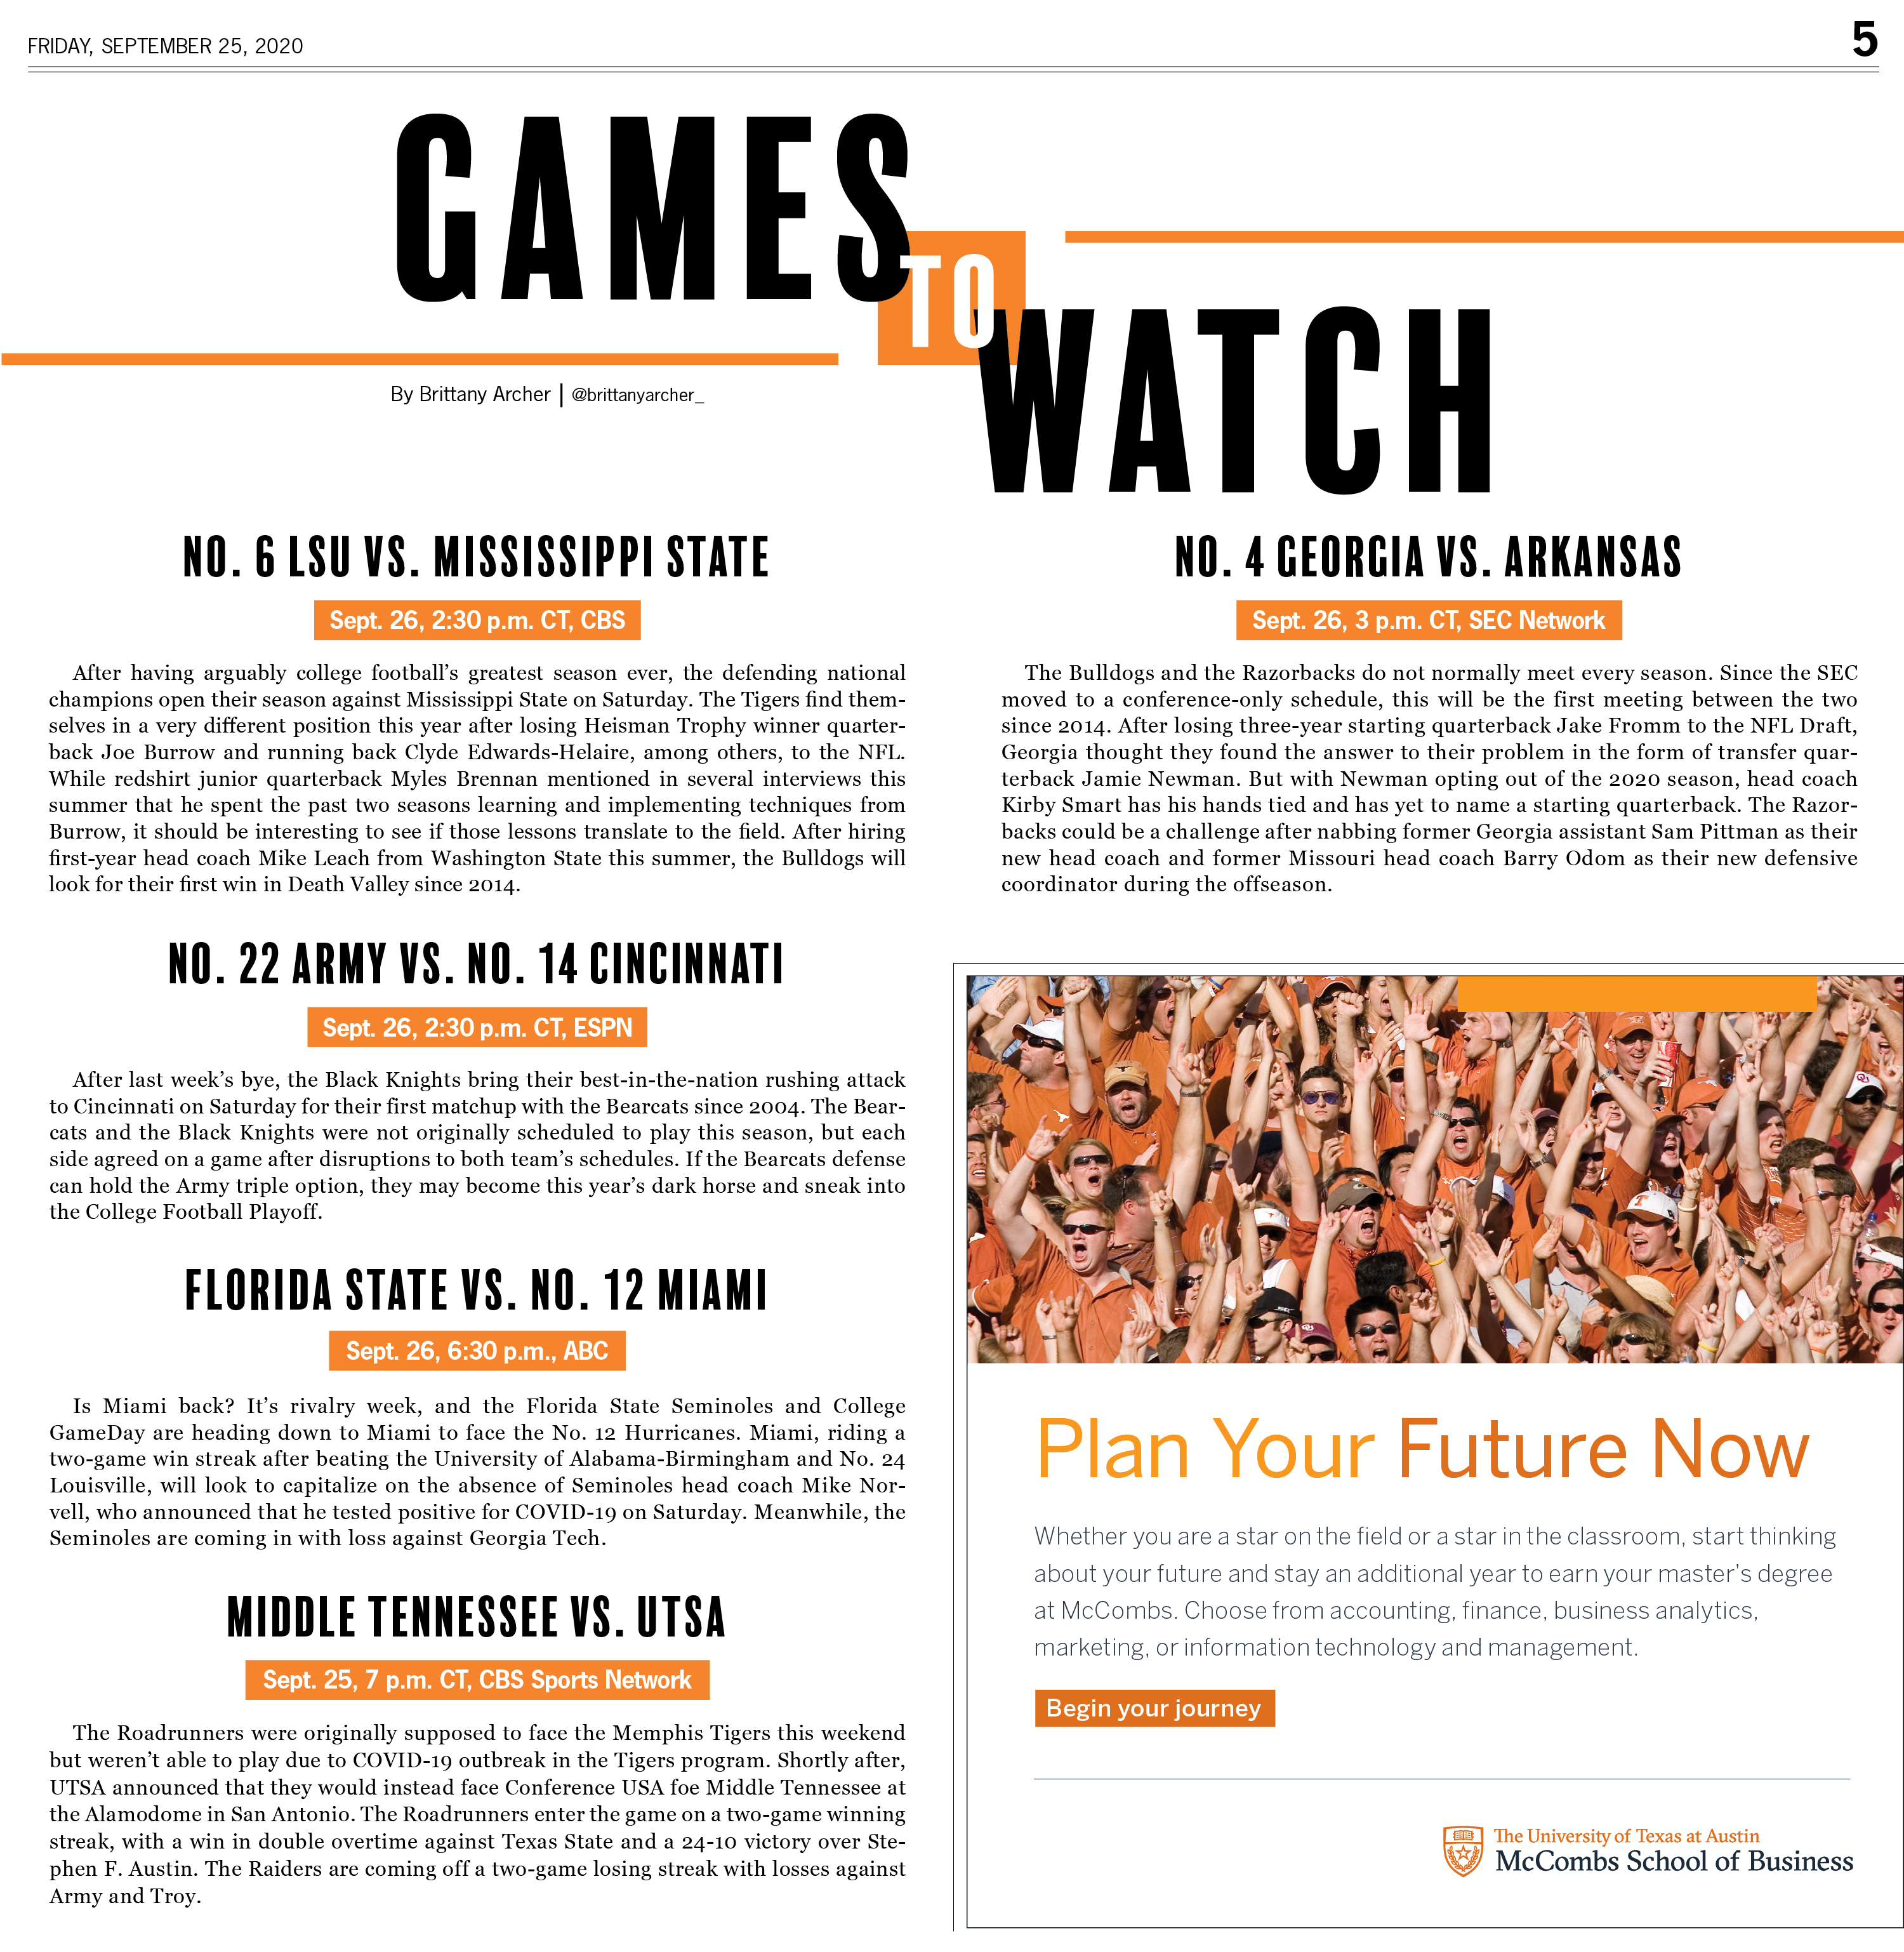 FRIDAY, SEPTEMBER 25, 2020
5
GAMES
TO
WATCH
By Brittany Archer | @brittanyarcher_
NO. 6 LSU VS. MISSISSIPPI STATE
Sept. 26, 2:30 p.m. CT, CBS
After having arguably college football’s greatest season ever, the defending national
champions open their season against Mississippi State on Saturday. The Tigers find them-
selves in a very different position this year after losing Heisman Trophy winner quarter-
back Joe Burrow and running back Clyde Edwards-Helaire, among others, to the NFL.
While redshirt junior quarterback Myles Brennan mentioned in several interviews this
summer that he spent the past two seasons learning and implementing techniques from
Burrow, it should be interesting to see if those lessons translate to the field. After hiring
first-year head coach Mike Leach from Washington State this summer, the Bulldogs will
look for their first win in Death Valley since 2014.
NO. 22 ARMY VS. NO. 14 CINCINNATI
Sept. 26, 2:30 p.m. CT, ESPN
After last week’s bye, the Black Knights bring their best-in-the-nation rushing attack
to Cincinnati on Saturday for their first matchup with the Bearcats since 2004. The Bear-
cats and the Black Knights were not originally scheduled to play this season, but each
side agreed on a game after disruptions to both team’s schedules. If the Bearcats defense
can hold the Army triple option, they may become this year’s dark horse and sneak into
the College Football Playoff.
FLORIDA STATE VS. NO. 12 MIAMI
Sept. 26, 6:30 p.m., ABC
Is Miami back? It’s rivalry week, and the Florida State Seminoles and College
GameDay are heading down to Miami to face the No. 12 Hurricanes. Miami, riding a
two-game win streak after beating the University of Alabama-Birmingham and No. 24
Louisville, will look to capitalize on the absence of Seminoles head coach Mike Nor-
vell, who announced that he tested positive for COVID-19 on Saturday. Meanwhile, the
Seminoles are coming in with loss against Georgia Tech.
MIDDLE TENNESSEE VS. UTSA
Sept. 25, 7 p.m. CT, CBS Sports Network
The Roadrunners were originally supposed to face the Memphis Tigers this weekend
but weren’t able to play due to COVID-19 outbreak in the Tigers program. Shortly after,
UTSA announced that they would instead face Conference USA foe Middle Tennessee at
the Alamodome in San Antonio. The Roadrunners enter the game on a two-game winning
streak, with a win in double overtime against Texas State and a 24-10 victory over Ste-
phen F. Austin. The Raiders are coming off a two-game losing streak with losses against
Army and Troy.
NO. 4 GEORGIA VS. ARKANSAS
Sept. 26, 3 p.m. CT, SEC Network
The Bulldogs and the Razorbacks do not normally meet every season. Since the SEC
moved to a conference-only schedule, this will be the first meeting between the two
since 2014. After losing three-year starting quarterback Jake Fromm to the NFL Draft,
Georgia thought they found the answer to their problem in the form of transfer quar-
terback Jamie Newman. But with Newman opting out of the 2020 season, head coach
Kirby Smart has his hands tied and has yet to name a starting quarterback. The Razor-
backs could be a challenge after nabbing former Georgia assistant Sam Pittman as their
new head coach and former Missouri head coach Barry Odom as their new defensive
coordinator during the offseason.
Plan Your Future Now
Whether you are a star on the field or a star in the classroom, start thinking
about your future and stay an additional year to earn your master’s degree
at McCombs. Choose from accounting, finance, business analytics,
marketing, or information technology and management.
Begin your journey
The University of Texas at Austin
McCombs School of Business